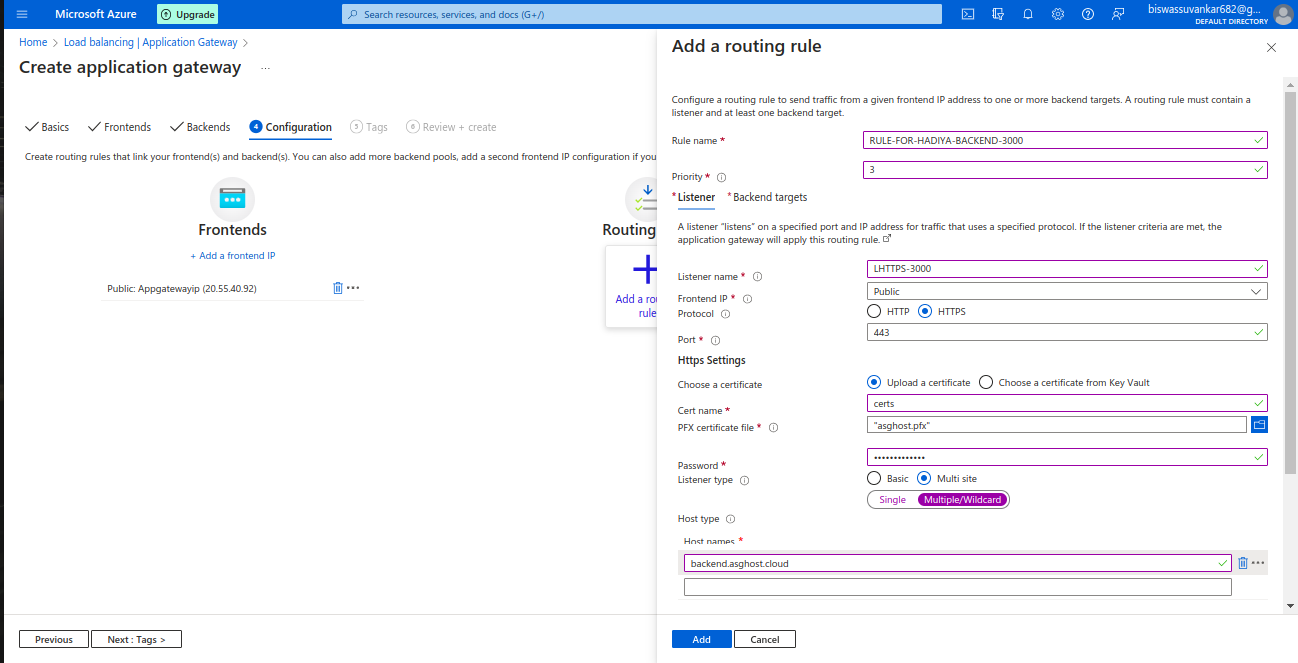 Microsoft Azure
Upgrade
Search resources, services, and docs (G+/)
biswassuvankar682@g...
DEFAULT DIRECTORY
Home > Load balancing | Application Gateway >
Create application gateway ...
Basics
Frontends
Backends
4 Configuration
5 Tags
6 Review + create
Create routing rules that link your frontend(s) and backend(s). You can also add more backend pools, add a second frontend IP configuration if you
Frontends
+ Add a frontend IP
Public: Appgatewayip (20.55.40.92)
Routing
Add a rou
rule
Previous
Next : Tags >
Add a routing rule
Configure a routing rule to send traffic from a given frontend IP address to one or more backend targets. A routing rule must contain a
listener and at least one backend target.
Rule name *
RULE-FOR-HADIYA-BACKEND-3000
Priority *
3
* Listener
* Backend targets
A listener "listens" on a specified port and IP address for traffic that uses a specified protocol. If the listener criteria are met, the
application gateway will apply this routing rule.
Listener name *
LHTTPS-3000
Frontend IP *
Public
Protocol
HTTP
HTTPS
Port *
443
Https Settings
Choose a certificate
Upload a certificate
Choose a certificate from Key Vault
Cert name *
certs
PFX certificate file *
"asghost.pfx"
Password *
•••••••••••••
Listener type
Basic
Multi site
Host type
Single
Multiple/Wildcard
Host names *
backend.asghost.cloud
Add
Cancel